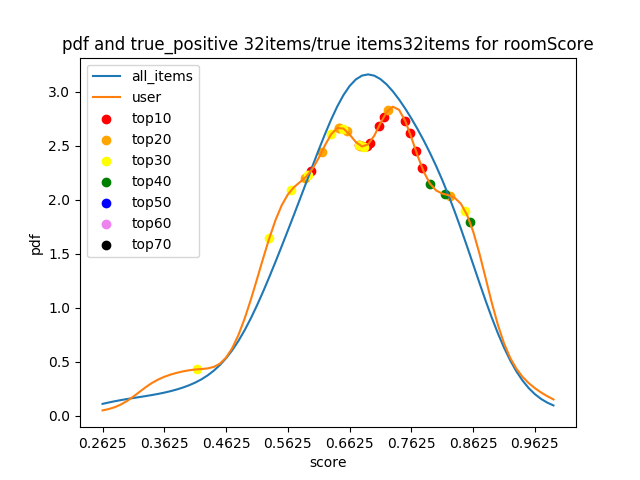 pdf and true_positive 32items/true items32items for roomScore
all_items
user
top10
top20
top30
top40
top50
top60
top70
pdf
3.0
2.5
2.0
1.5
1.0
0.5
0.0
0.2625 0.3625 0.4625 0.5625 0.6625 0.7625 0.8625 0.9625
score